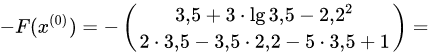 −F(x⁽⁰⁾) = − ( 3,5 + 3 · lg 3,5 − 2,2²
2 · 3,5 − 3,5 · 2,2 − 5 · 3,5 + 1 ) =